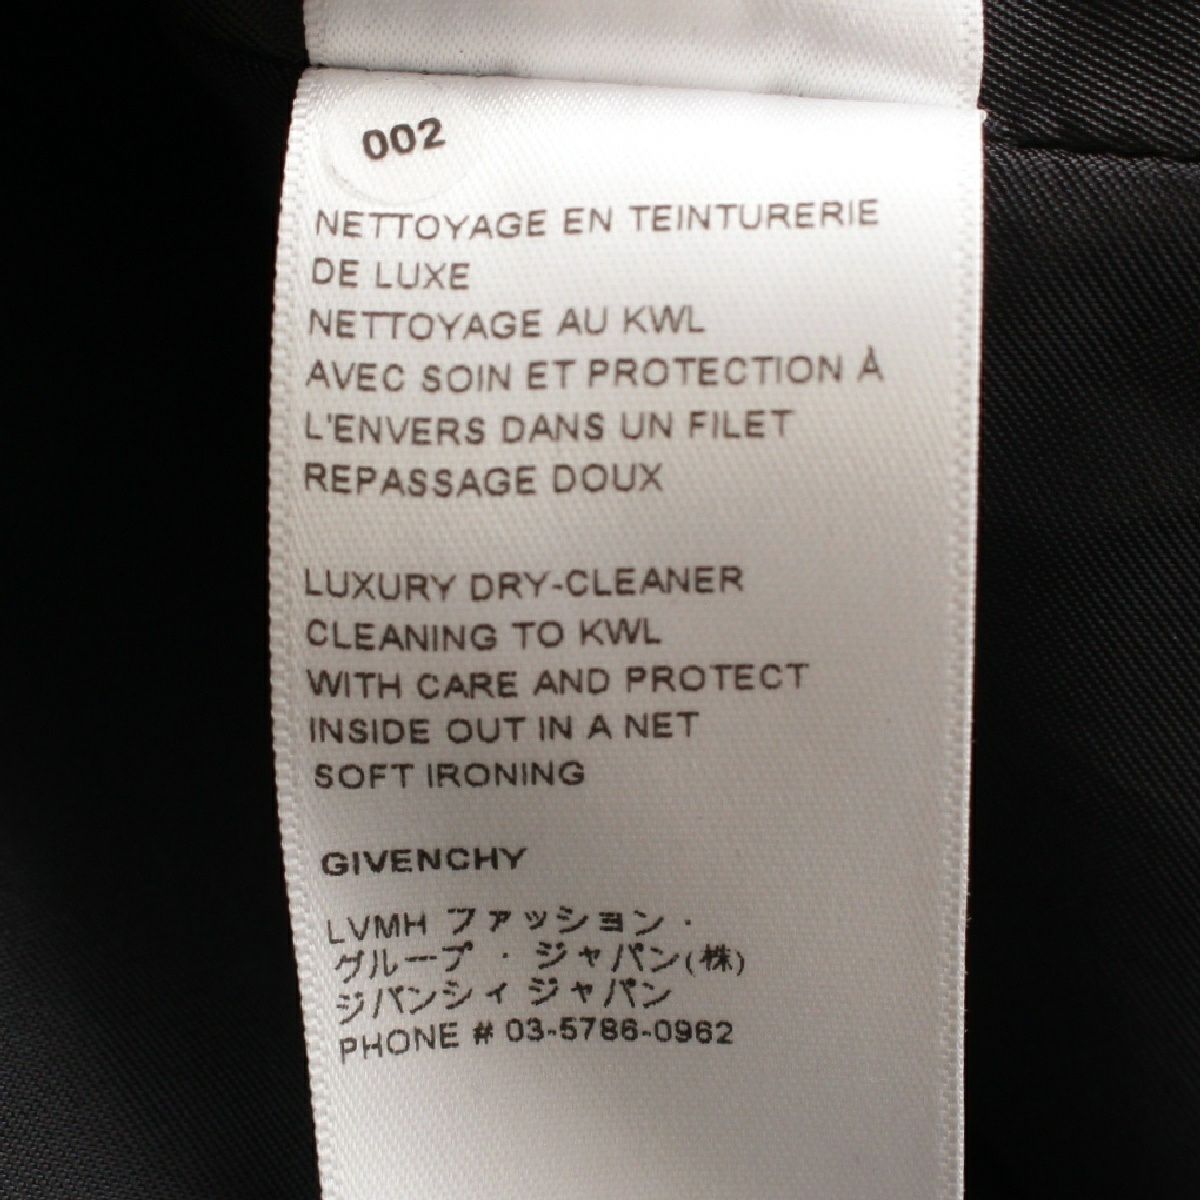 002
NETTOYAGE EN TEINTURERIE
DE LUXE
NETTOYAGE AU KWL
AVEC SOIN ET PROTECTION À
L'ENVERS DANS UN FILET
REPASSAGE DOUX
LUXURY DRY-CLEANER
CLEANING TO KWL
WITH CARE AND PROTECT
INSIDE OUT IN A NET
SOFT IRONING
GIVENCHY
LVMH ファッション・
グループ・ジャパン(株)
ジバンシィ ジャパン
PHONE # 03-5786-0962